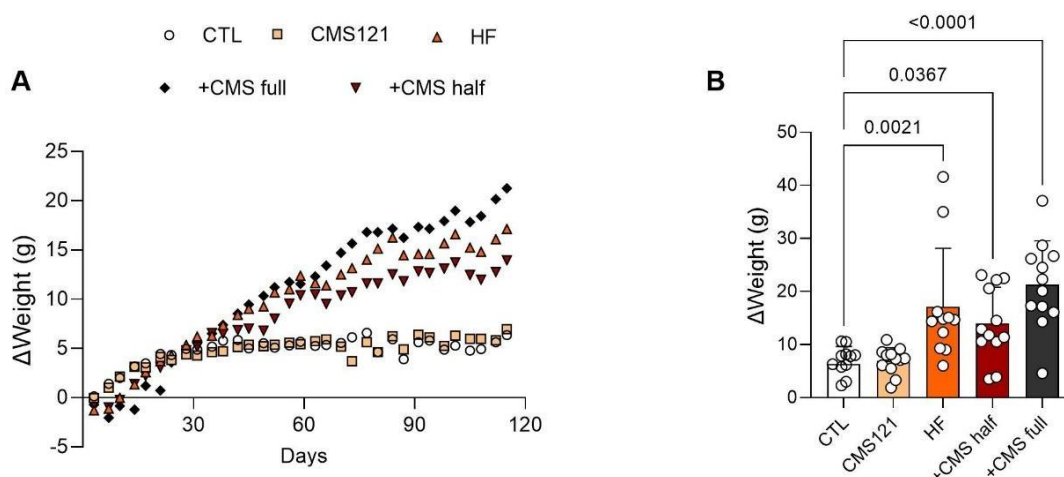 CTL CMS121 HF
+CMS full +CMS half
A
ΔWeight (g)
25
20
15
10
5
0
-5
30 60 90 120
Days
B
<0.0001
0.0367
0.0021
ΔWeight (g)
50
40
30
20
10
0
CTL
CMS121
HF
+CMS half
+CMS full